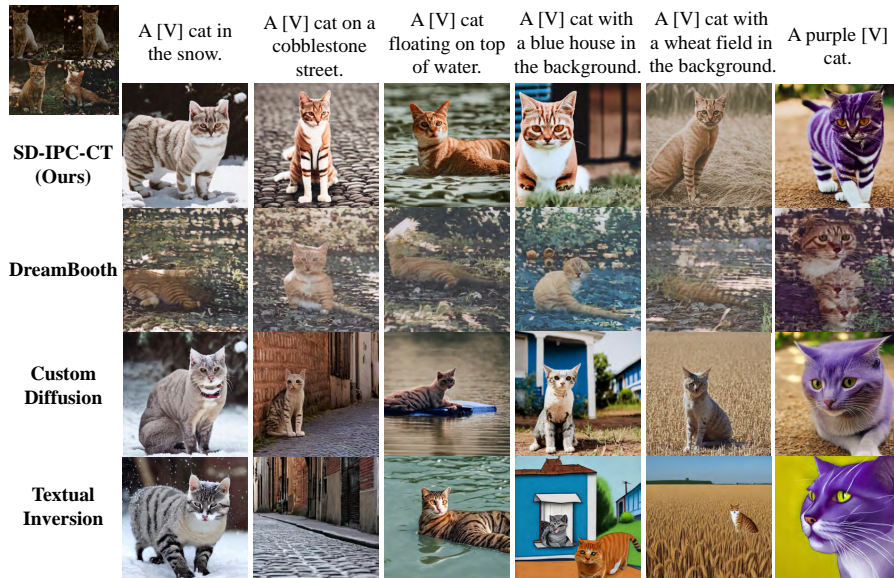 A [V] cat in
the snow.
A [V] cat on a
cobblestone
street.
A [V] cat
floating on top
of water.
A [V] cat with
a blue house in
the background.
A [V] cat with
a wheat field in
the background.
A purple [V]
cat.
SD-IPC-CT
(Ours)
DreamBooth
Custom
Diffusion
Textual
Inversion